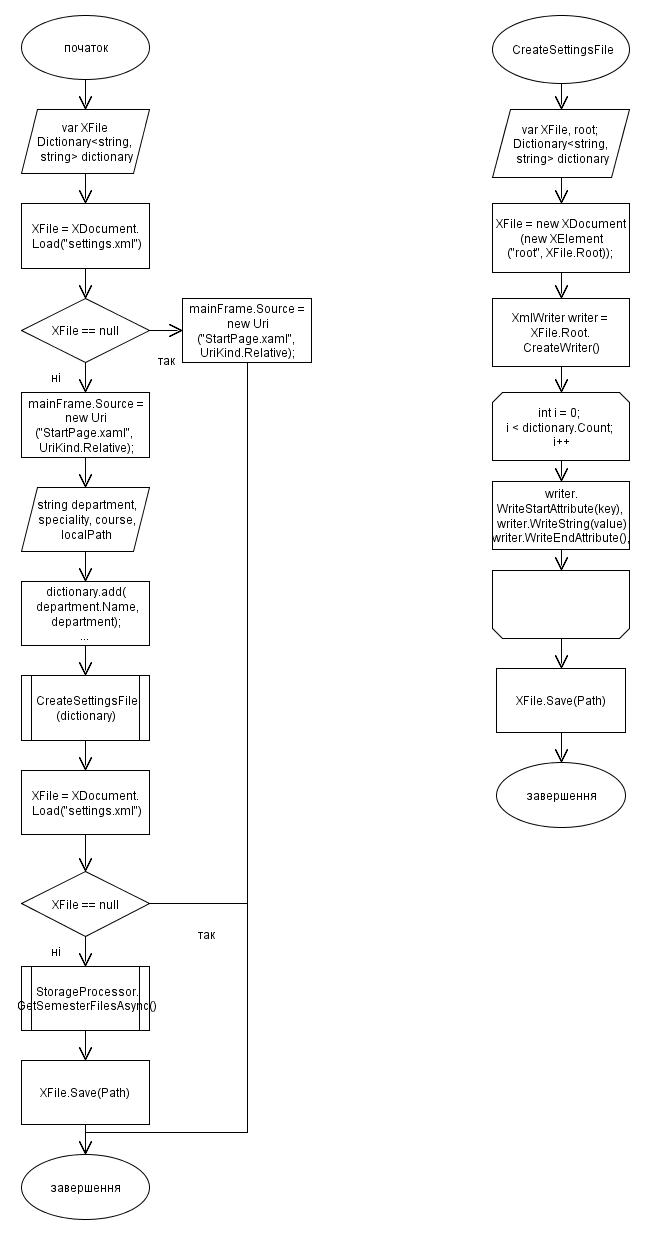 початок
var XFile
Dictionary<string,
string> dictionary
XFile = XDocument.
Load("settings.xml")
XFile == null
так
ні
mainFrame.Source =
new Uri
("StartPage.xaml",
UriKind.Relative);
mainFrame.Source =
new Uri
("StartPage.xaml",
UriKind.Relative);
string department,
speciality, course,
localPath
dictionary.add(
department.Name,
department);
...
CreateSettingsFile
(dictionary)
XFile = XDocument.
Load("settings.xml")
XFile == null
так
ні
StorageProcessor.
GetSemesterFilesAsync()
XFile.Save(Path)
завершення
CreateSettingsFile
var XFile, root;
Dictionary<string,
string> dictionary
XFile = new XDocument
(new XElement
("root", XFile.Root));
XmlWriter writer =
XFile.Root.
CreateWriter()
int i = 0;
i < dictionary.Count;
i++
writer.
WriteStartAttribute(key),
writer.WriteString(value)
writer.WriteEndAttribute(),
XFile.Save(Path)
завершення